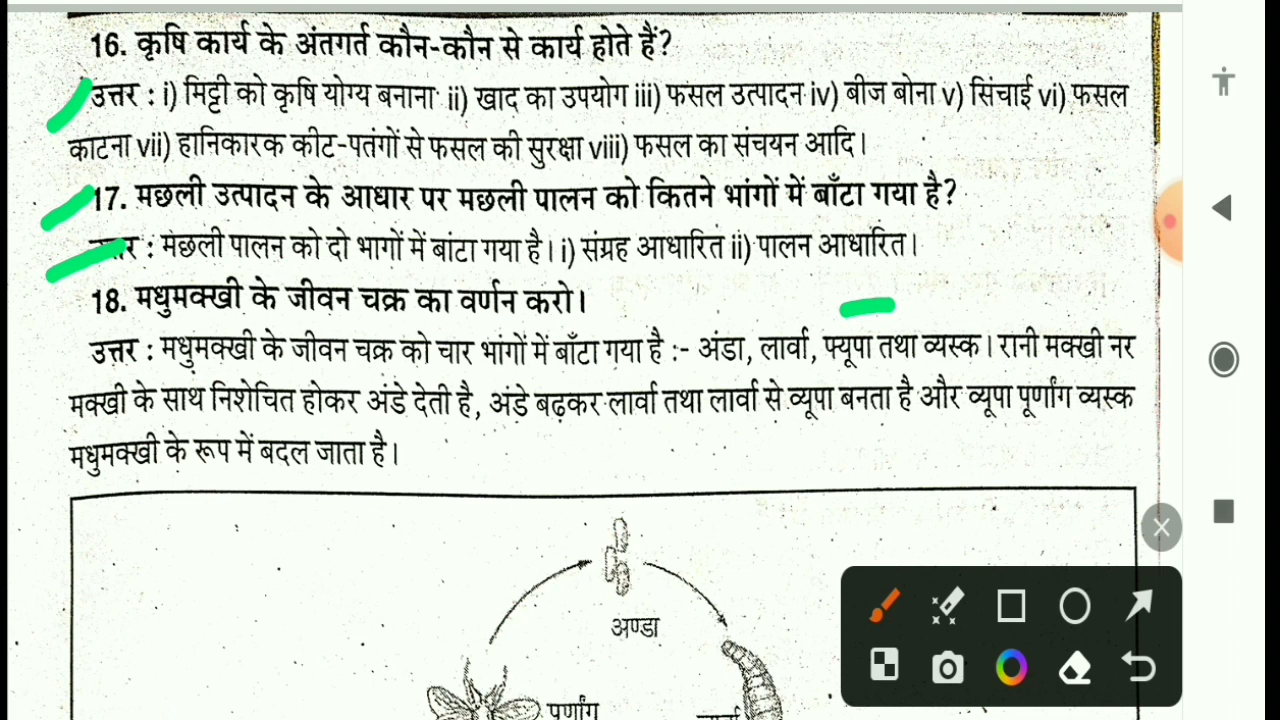 16. कृषि कार्य के अंतगर्त कौन-कौन से कार्य होते हैं?
उत्तर : i) मिट्टी को कृषि योग्य बनाना ii) खाद का उपयोग iii) फसल उत्पादन iv) बीज बोना v) सिंचाई vi) फसल
काटना vii) हानिकारक कीट-पतंगों से फसल की सुरक्षा viii) फसल का संचयन आदि।
17. मछली उत्पादन के आधार पर मछली पालन को कितने भांगों में बाँटा गया है?
: मछली पालन को दो भागों में बांटा गया है। i) संग्रह आधारित ii) पालन आधारित।
18. मधुमक्खी के जीवन चक्र का वर्णन करो।
उत्तर : मधुमक्खी के जीवन चक्र को चार भांगों में बाँटा गया है :- अंडा, लार्वा, फ्यूपा तथा व्यस्क। रानी मक्खी नर
मक्खी के साथ निशेचित होकर अंडे देती है, अंडे बढ़कर लार्वा तथा लार्वा से व्यूपा बनता है और व्यूपा पूर्णांग व्यस्क
मधुमक्खी के रूप में बदल जाता है।
अण्डा
पूर्णांग